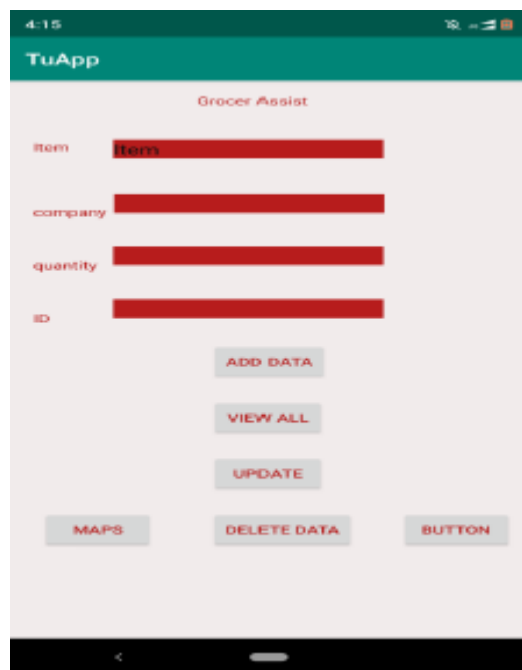 4:15
TuApp
Grocer Assist
Item Item
company
quantity
ID
ADD DATA
VIEW ALL
UPDATE
MAPS DELETE DATA BUTTON